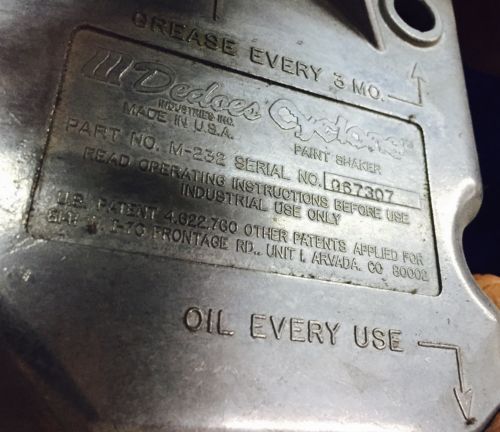 GREASE EVERY 3 MO.
Dedoes Cyclone™
INDUSTRIES INC.
MADE IN U.S.A. PAINT SHAKER
PART NO. M-232 SERIAL NO. 067307
READ OPERATING INSTRUCTIONS BEFORE USE
INDUSTRIAL USE ONLY
U.S. PATENT 4,622,760 OTHER PATENTS APPLIED FOR
FRONTAGE RD., UNIT I, ARVADA, CO 80002
OIL EVERY USE